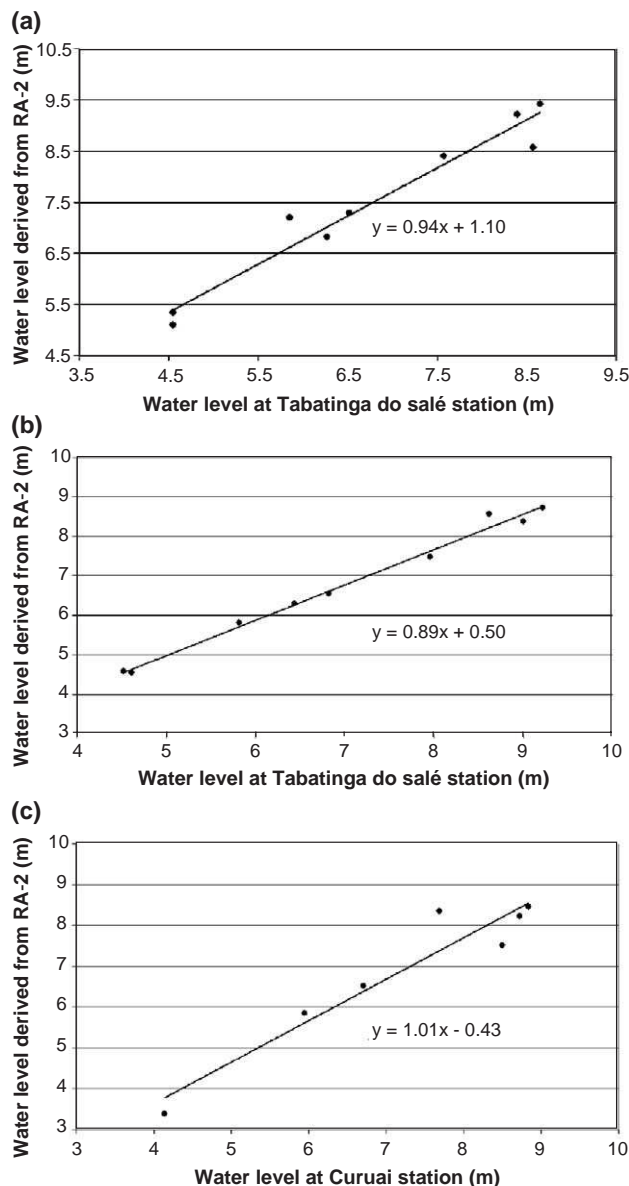 (a)
Water level derived from RA-2 (m)
10.5
9.5
8.5
7.5
6.5
5.5
4.5
y = 0.94x + 1.10
3.5 4.5 5.5 6.5 7.5 8.5 9.5
Water level at Tabatinga do salé station (m)
(b)
Water level derived from RA-2 (m)
10
9
8
7
6
5
4
3
y = 0.89x + 0.50
4 5 6 7 8 9 10
Water level at Tabatinga do salé station (m)
(c)
Water level derived from RA-2 (m)
10
9
8
7
6
5
4
3
y = 1.01x - 0.43
3 4 5 6 7 8 9 10
Water level at Curuai station (m)